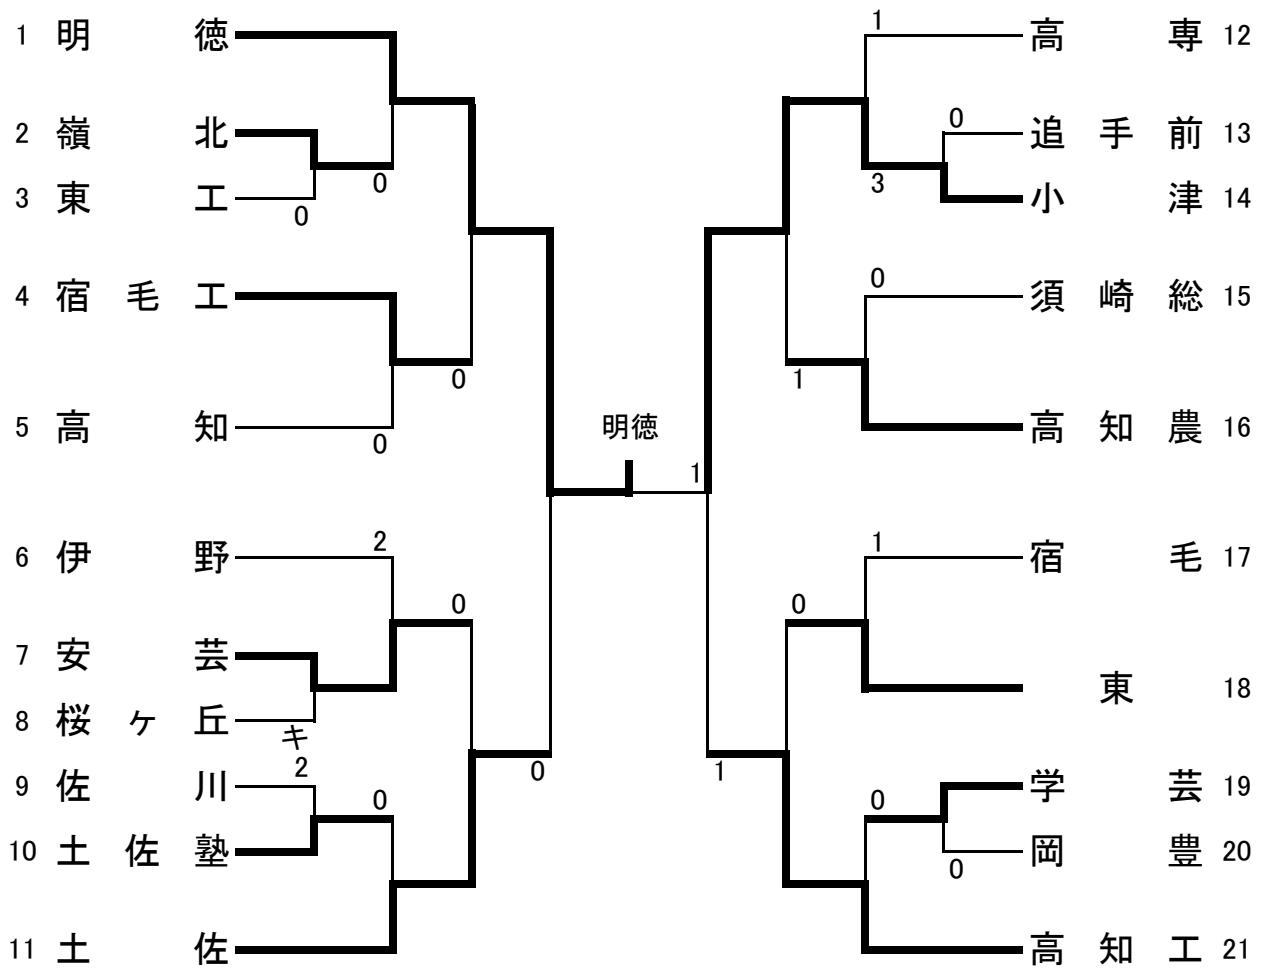 1 明徳
2 嶺北
0
3 東工
0
4 宿毛工
0
5 高知
0
6 伊野
2
0
7 安芸
8 桜ヶ丘
キ
9 佐川
2
0
0
10 土佐塾
11 土佐
明徳
1
1
高専 12
0
追手前 13
3
小津 14
0
須崎総 15
1
高知農 16
1
宿毛 17
0
東 18
1
学芸 19
0
岡豊 20
0
高知工 21